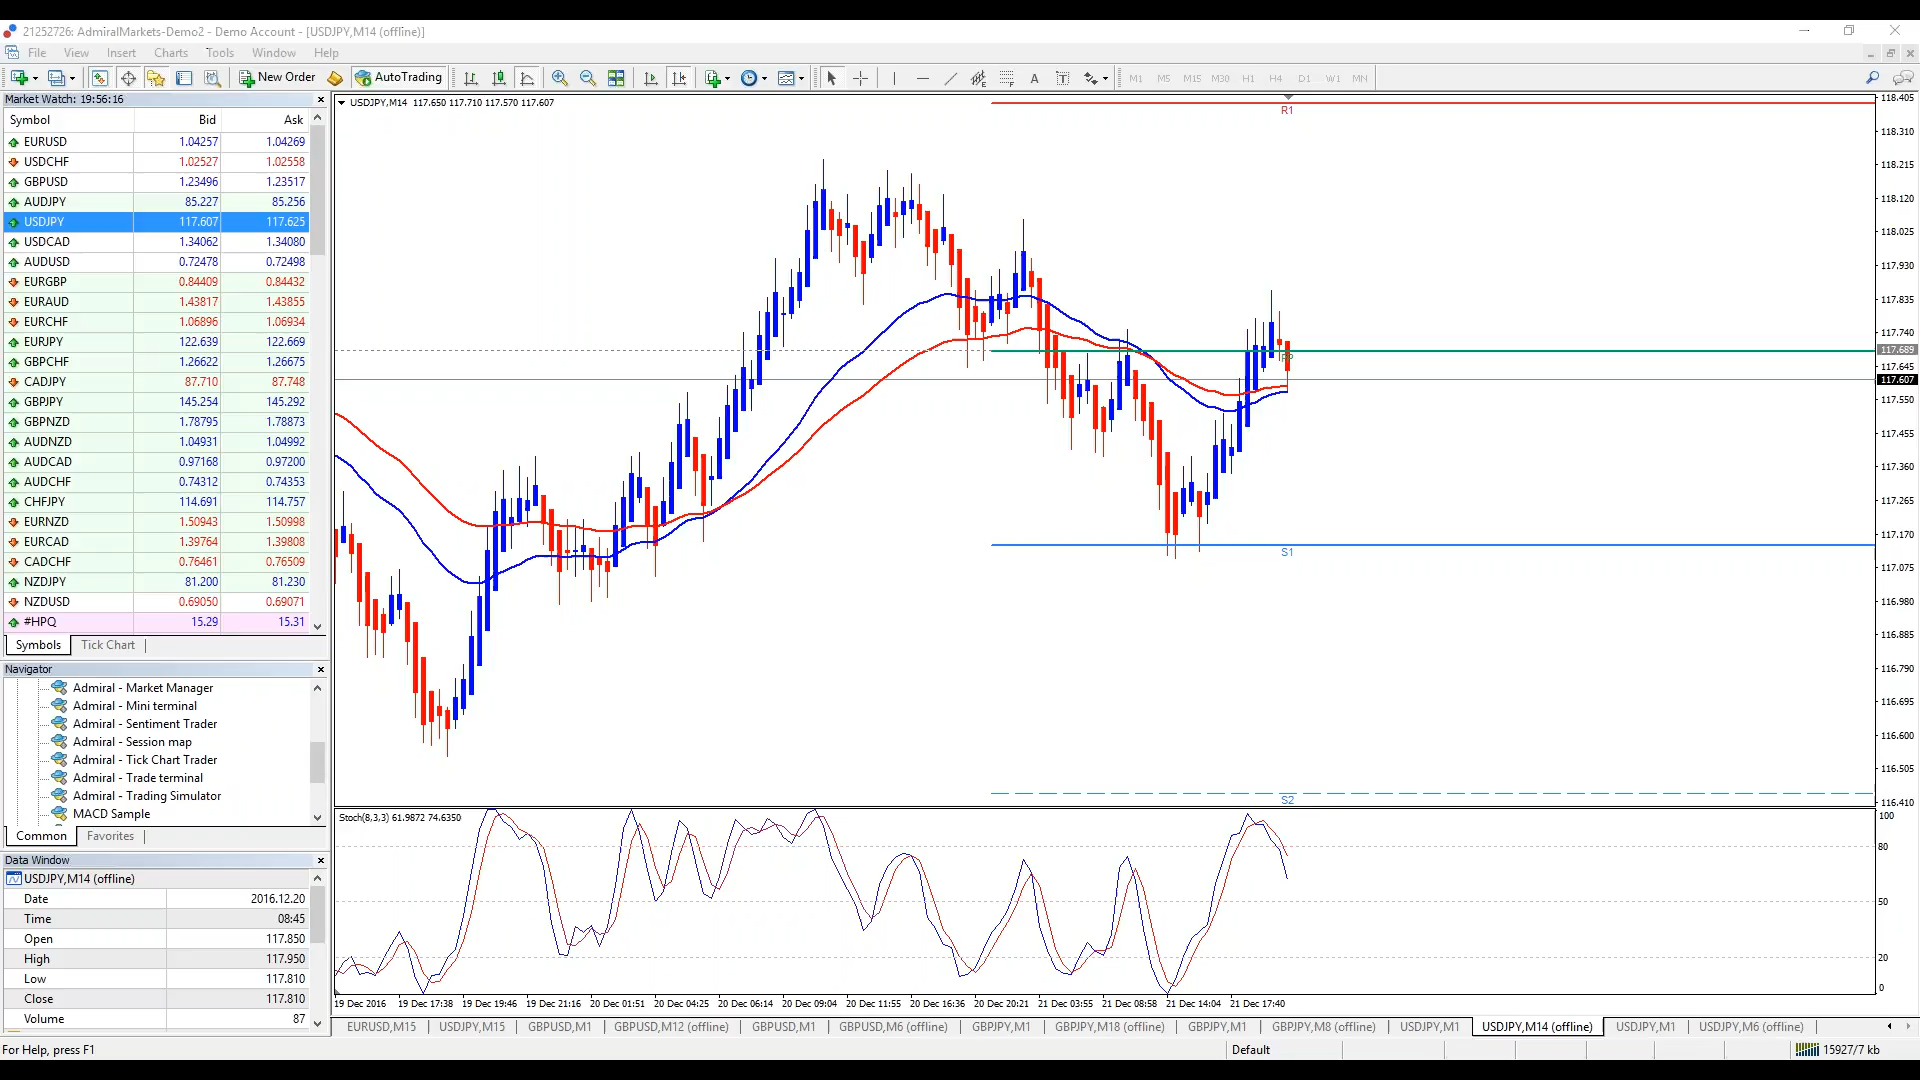 21252726: AdmiralMarkets-Demo2 - Demo Account - [USDJPY,M14 (offline)]
File View Insert Charts Tools Window Help
New Order AutoTrading A T M1 M5 M15 M30 H1 H4 D1 W1 MN
Market Watch: 19:56:16
Symbol Bid Ask
EURUSD 1.04257 1.04269
USDCHF 1.02527 1.02558
GBPUSD 1.23496 1.23517
AUDJPY 85.227 85.256
USDJPY 117.607 117.625
USDCAD 1.34062 1.34080
AUDUSD 0.72478 0.72498
EURGBP 0.84409 0.84432
EURAUD 1.43817 1.43855
EURCHF 1.06896 1.06934
EURJPY 122.639 122.669
GBPCHF 1.26622 1.26675
CADJPY 87.710 87.748
GBPJPY 145.254 145.292
GBPNZD 1.78795 1.78873
AUDNZD 1.04931 1.04992
AUDCAD 0.97168 0.97200
AUDCHF 0.74312 0.74353
CHFJPY 114.691 114.757
EURNZD 1.50943 1.50998
EURCAD 1.39764 1.39808
CADCHF 0.76461 0.76509
NZDJPY 81.200 81.230
NZDUSD 0.69050 0.69071
#HPQ 15.29 15.31
Symbols Tick Chart
Navigator
Admiral - Market Manager
Admiral - Mini terminal
Admiral - Sentiment Trader
Admiral - Session map
Admiral - Tick Chart Trader
Admiral - Trade terminal
Admiral - Trading Simulator
MACD Sample
Common Favorites
Data Window
USDJPY,M14 (offline)
Date 2016.12.20
Time 08:45
Open 117.850
High 117.950
Low 117.810
Close 117.810
Volume 87
USDJPY,M14 117.650 117.710 117.570 117.607
R1
PP
S1
S2
118.405
118.310
118.215
118.120
118.025
117.930
117.835
117.740
117.689
117.645
117.607
117.550
117.455
117.360
117.265
117.170
117.075
116.980
116.885
116.790
116.695
116.600
116.505
116.410
Stoch(8,3,3) 61.9872 74.6350
100
80
50
20
0
19 Dec 2016 19 Dec 17:38 19 Dec 19:46 19 Dec 21:16 20 Dec 01:51 20 Dec 04:25 20 Dec 06:14 20 Dec 09:04 20 Dec 11:55 20 Dec 16:36 20 Dec 20:21 21 Dec 03:55 21 Dec 08:58 21 Dec 14:04 21 Dec 17:40
EURUSD,M15 USDJPY,M15 GBPUSD,M1 GBPUSD,M12 (offline) GBPUSD,M1 GBPUSD,M6 (offline) GBPJPY,M1 GBPJPY,M18 (offline) GBPJPY,M1 GBPJPY,M8 (offline) USDJPY,M1 USDJPY,M14 (offline) USDJPY,M1 USDJPY,M6 (offline)
For Help, press F1 Default 15927/7 kb